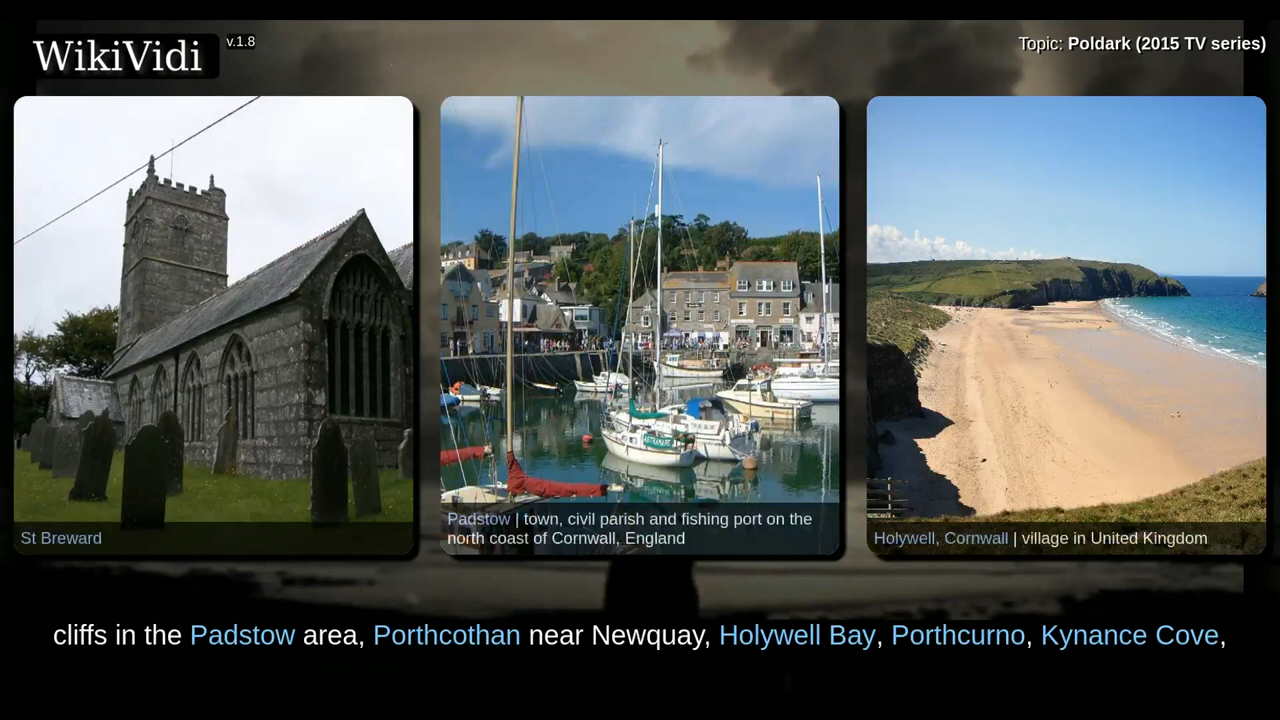 WikiVidi v.1.8
Topic: Poldark (2015 TV series)
St Breward
Padstow | town, civil parish and fishing port on the
north coast of Cornwall, England
Holywell, Cornwall | village in United Kingdom
cliffs in the Padstow area, Porthcothan near Newquay, Holywell Bay, Porthcurno, Kynance Cove,